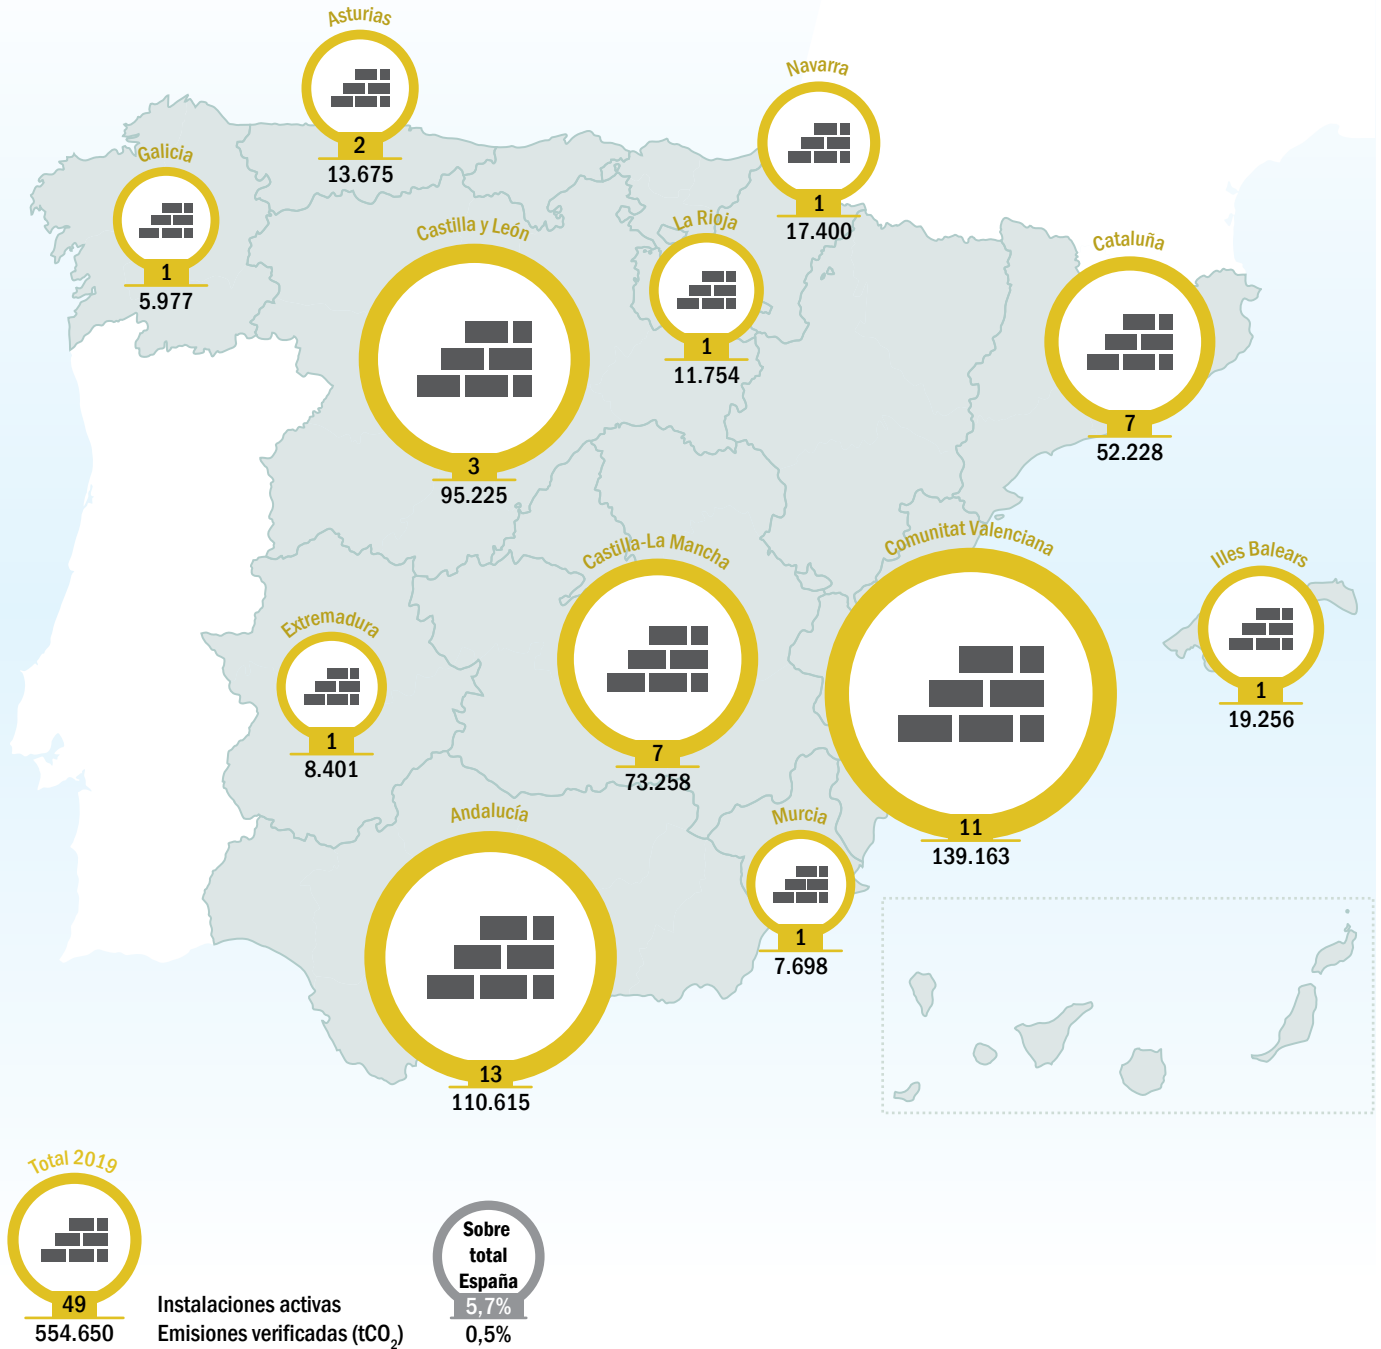 Asturias
2
13.675
Navarra
1
17.400
Galicia
1
5.977
Castilla y León
3
95.225
La Rioja
1
11.754
Cataluña
7
52.228
Castilla-La Mancha
7
73.258
Comunitat Valenciana
11
139.163
Illes Balears
1
19.256
Extremadura
1
8.401
Andalucía
13
110.615
Murcia
1
7.698
Total 2019
49
554.650
Instalaciones activas
Emisiones verificadas (tCO₂)
Sobre
total
España
5,7%
0,5%